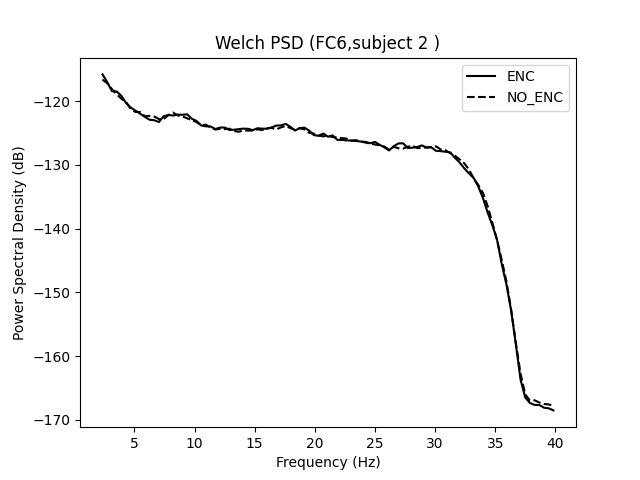 Welch PSD (FC6,subject 2 )
ENC
NO_ENC
Power Spectral Density (dB)
−120
−130
−140
−150
−160
−170
5 10 15 20 25 30 35 40
Frequency (Hz)